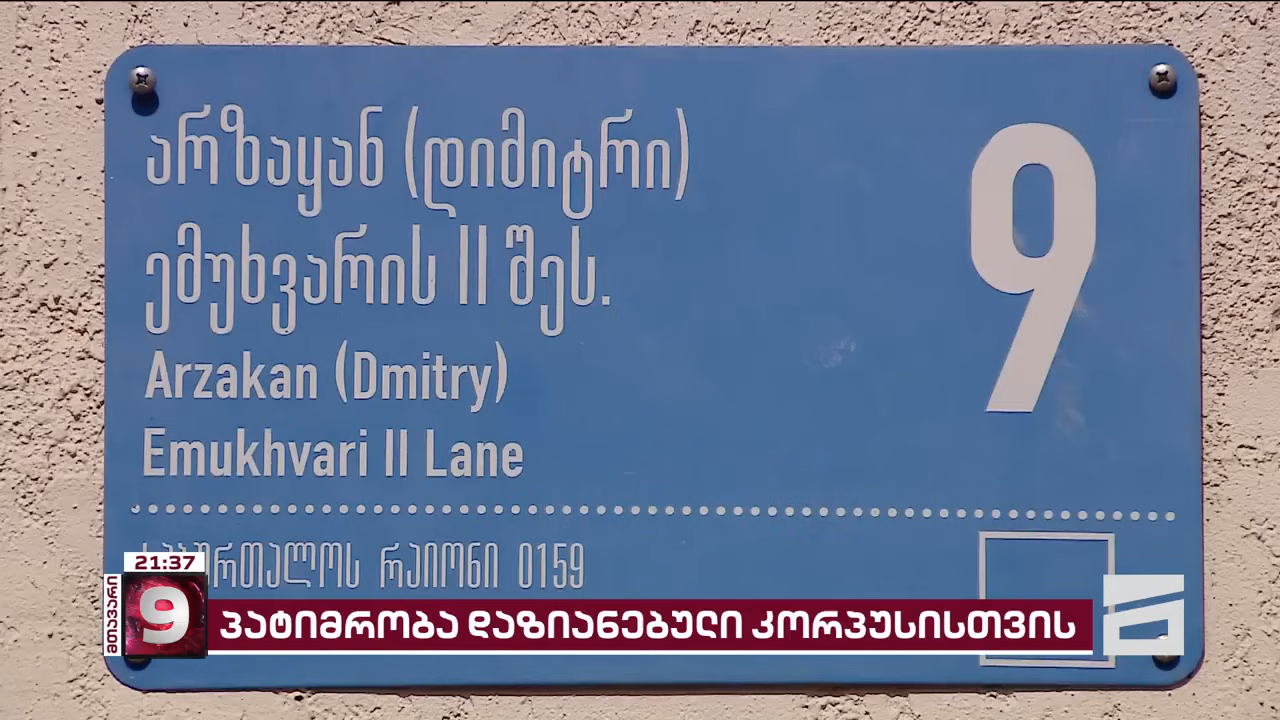 არზაყან (დიმიტრი)
ემუხვარის II შეს.
Arzakan (Dmitry)
Emukhvari II Lane
9
რაიონი 0159
21:37
მთავარი
9
პატიმრობა დაზიანებული კორპუსისთვის